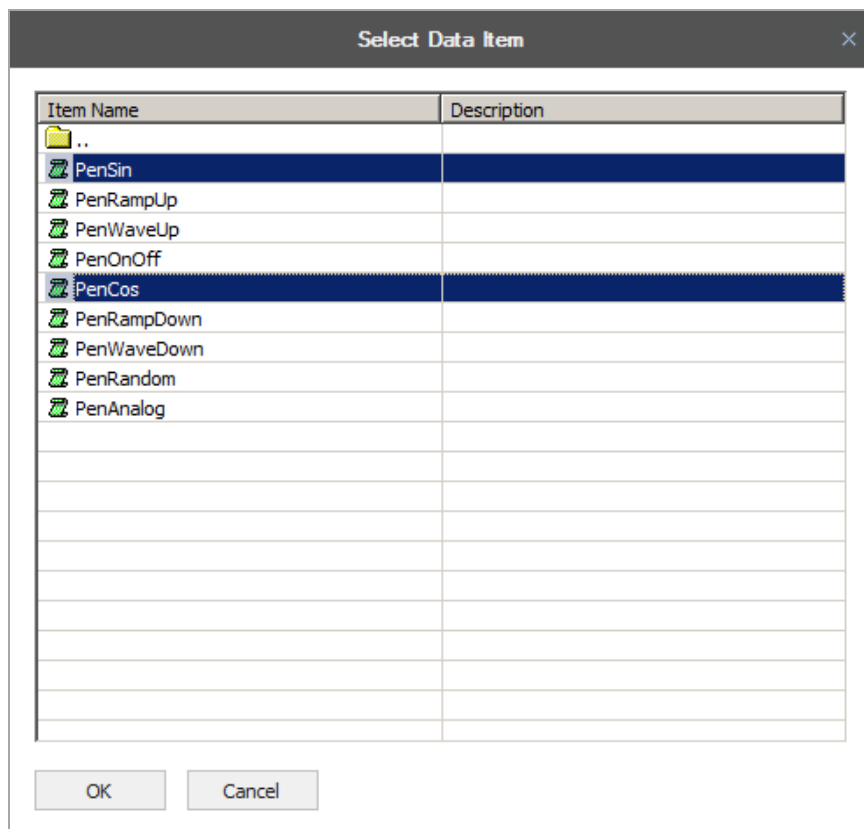 Select Data Item
Item Name Description
..
PenSin
PenRampUp
PenWaveUp
PenOnOff
PenCos
PenRampDown
PenWaveDown
PenRandom
PenAnalog
OK Cancel